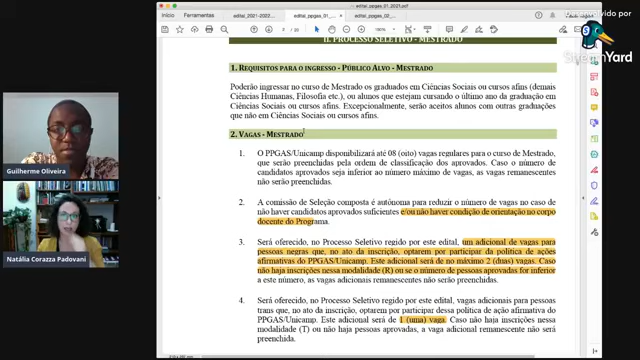 edital_ppgas_01_2021.pdf
Início
Ferramentas
edital_2021-2022...
edital_ppgas_01_...
edital_ppgas_02_...
StreamYard
II. PROCESSO SELETIVO - MESTRADO
1. REQUISITOS PARA O INGRESSO - PÚBLICO ALVO - MESTRADO
Poderão ingressar no curso de Mestrado os graduados em Ciências Sociais ou cursos afins (demais
Ciências Humanas, Filosofia etc.), ou alunos que estejam cursando o último ano da graduação em
Ciências Sociais ou cursos afins. Excepcionalmente, serão aceitos alunos com outras graduações
que não em Ciências Sociais ou cursos afins.
2. VAGAS - MESTRADO
1. O PPGAS/Unicamp disponibilizará até 08 (oito) vagas regulares para o curso de Mestrado,
que serão preenchidas pela ordem de classificação dos aprovados. Caso o número de
candidatos aprovados seja inferior ao número máximo de vagas, as vagas remanescentes
não serão preenchidas.
2. A comissão de Seleção composta é autônoma para reduzir o número de vagas no caso de
não haver candidatos aprovados suficientes e/ou não haver condição de orientação no corpo
docente do Programa.
3. Será oferecido, no Processo Seletivo regido por este edital, um adicional de vagas para
pessoas negras que, no ato da inscrição, optarem por participar da política de ações
afirmativas do PPGAS/Unicamp. Este adicional será de no máximo 2 (duas) vagas. Caso
não haja inscrições nessa modalidade (R) ou se o número de pessoas aprovadas for inferior
a este número, as vagas adicionais remanescentes não serão preenchidas.
4. Será oferecido, no Processo Seletivo regido por este edital, vagas adicionais para pessoas
trans que, no ato da inscrição, optarem por participar dessa política de ação afirmativa do
PPGAS/Unicamp. Este adicional será de 1 (uma) vaga. Caso não haja inscrições nessa
modalidade (T) ou não haja pessoas aprovadas, a vaga adicional remanescente não será
preenchida.
Guilherme Oliveira
Natália Corazza Padovani